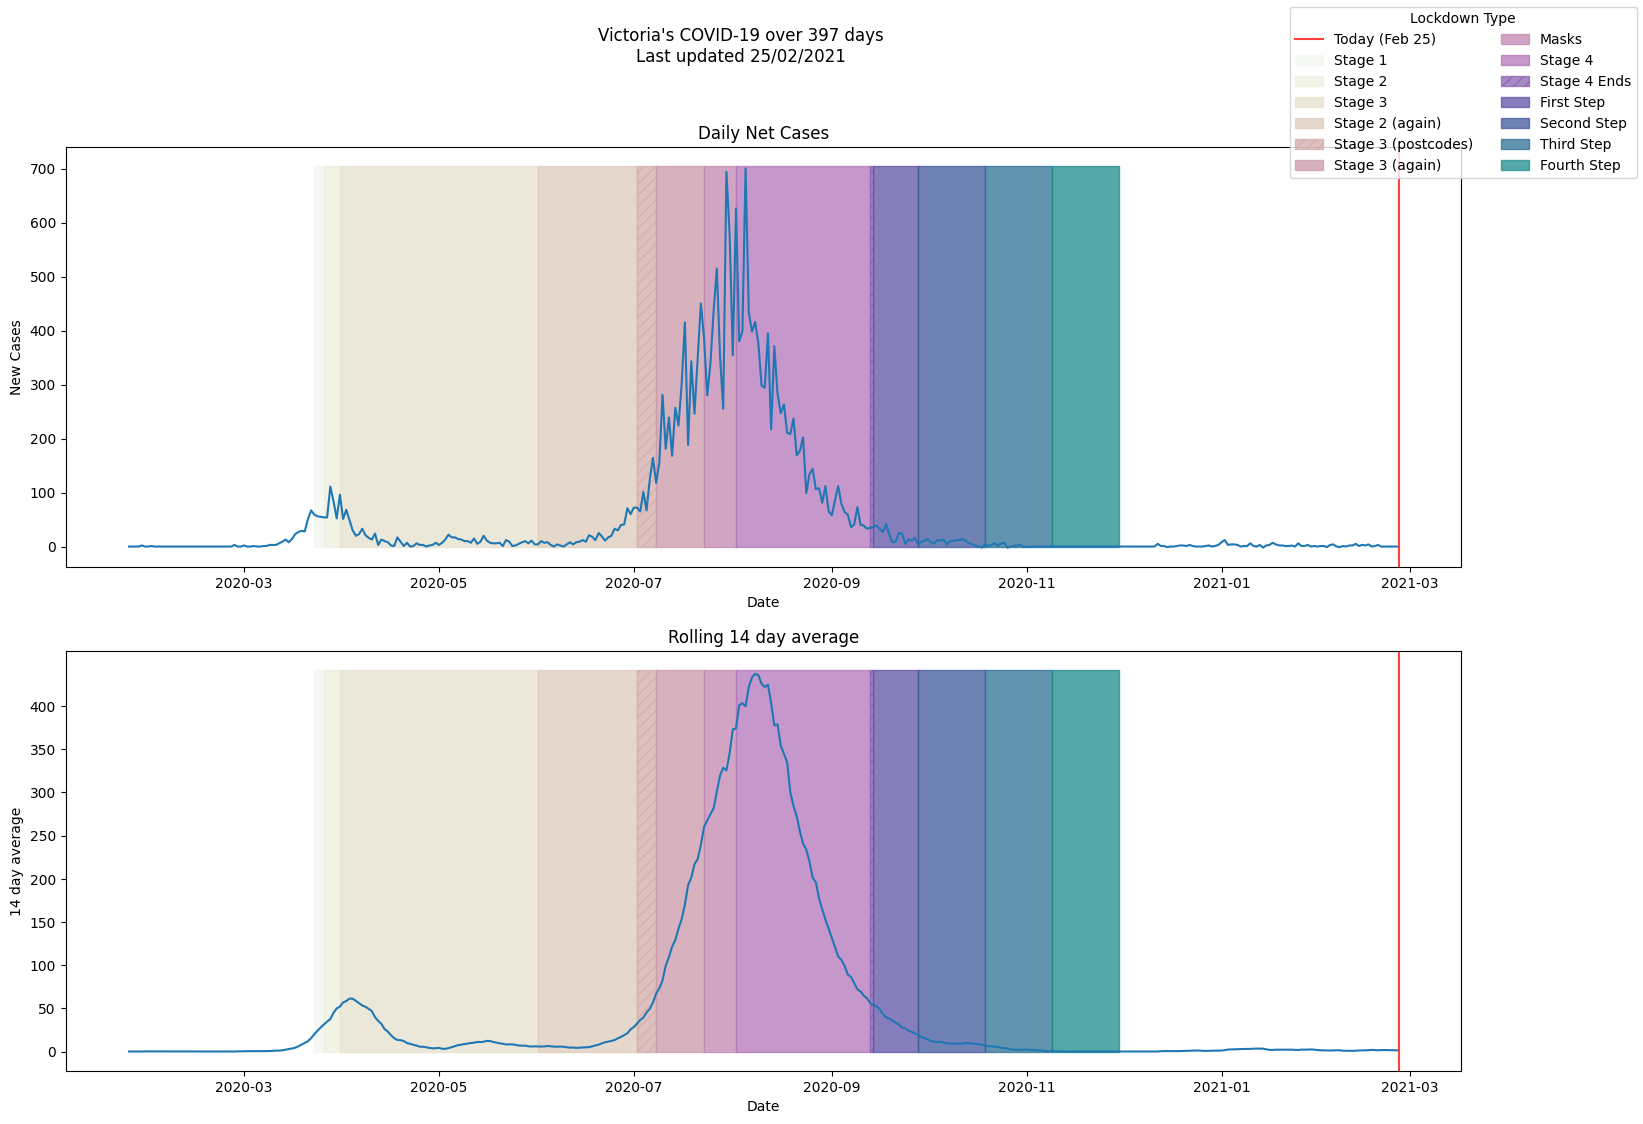 Victoria's COVID-19 over 397 days
Last updated 25/02/2021
Lockdown Type
Today (Feb 25)
Stage 1
Stage 2
Stage 3
Stage 2 (again)
Stage 3 (postcodes)
Stage 3 (again)
Masks
Stage 4
Stage 4 Ends
First Step
Second Step
Third Step
Fourth Step
Daily Net Cases
New Cases
700
600
500
400
300
200
100
0
2020-03
2020-05
2020-07
2020-09
2020-11
2021-01
2021-03
Date
Rolling 14 day average
14 day average
400
350
300
250
200
150
100
50
0
2020-03
2020-05
2020-07
2020-09
2020-11
2021-01
2021-03
Date